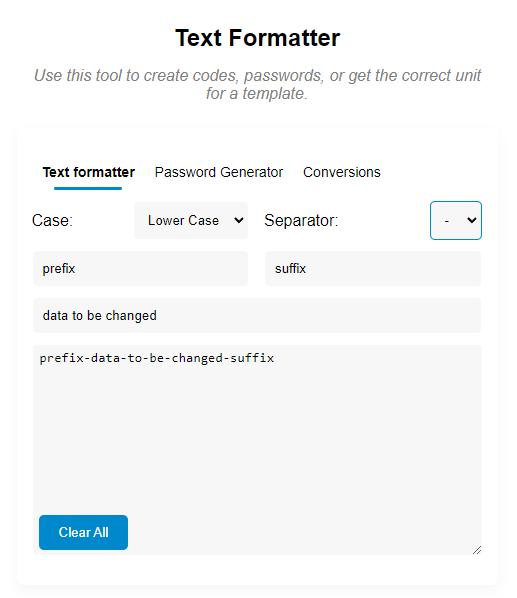 Text Formatter
Use this tool to create codes, passwords, or get the correct unit
for a template.
Text formatter Password Generator Conversions
Case: Lower Case Separator: -
prefix suffix
data to be changed
prefix-data-to-be-changed-suffix
Clear All